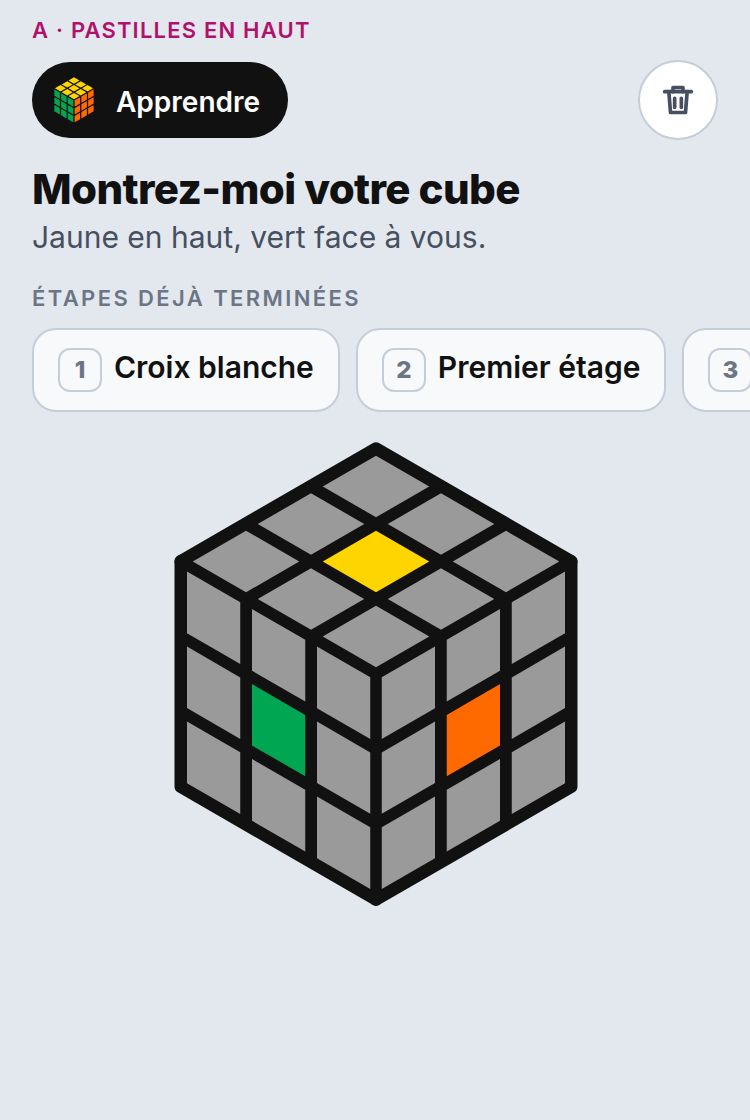 A · PASTILLES EN HAUT
Apprendre
Montrez-moi votre cube
Jaune en haut, vert face à vous.
ÉTAPES DÉJÀ TERMINÉES
1 Croix blanche 2 Premier étage 3